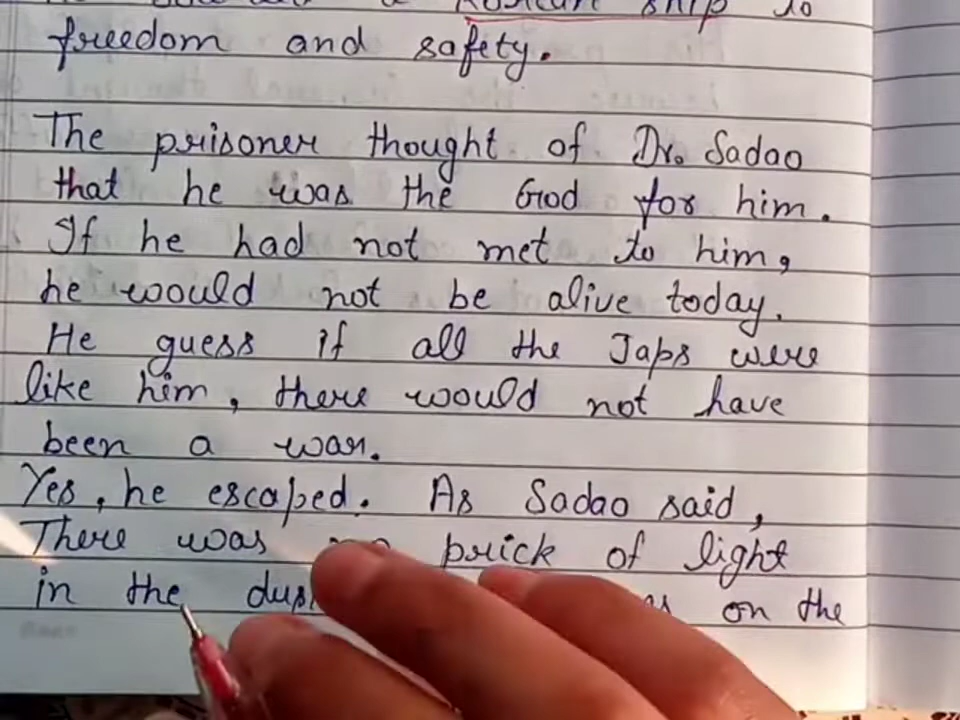 ship to
freedom and safety.
The prisoner thought of Dr. Sadao
that he was the God for him.
If he had not met to him,
he would not be alive today.
He guess if all the Japs were
like him, there would not have
been a war.
Yes, he escaped. As Sadao said,
There was no prick of light
in the on the